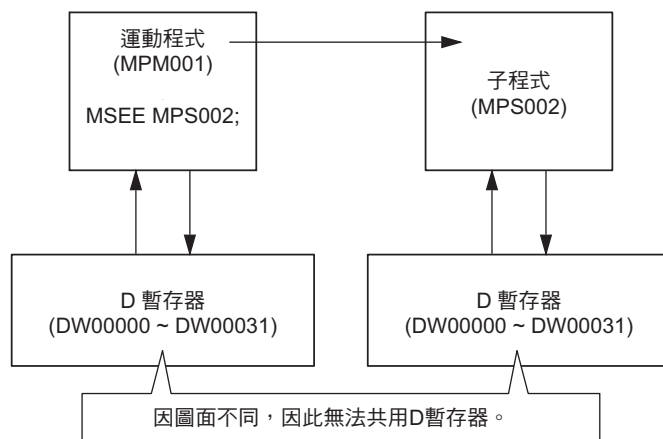 運動程式
(MPM001)
MSEE MPS002;
子程式
(MPS002)
D 暫存器
(DW00000 ~ DW00031)
D 暫存器
(DW00000 ~ DW00031)
因圖面不同，因此無法共用D暫存器。